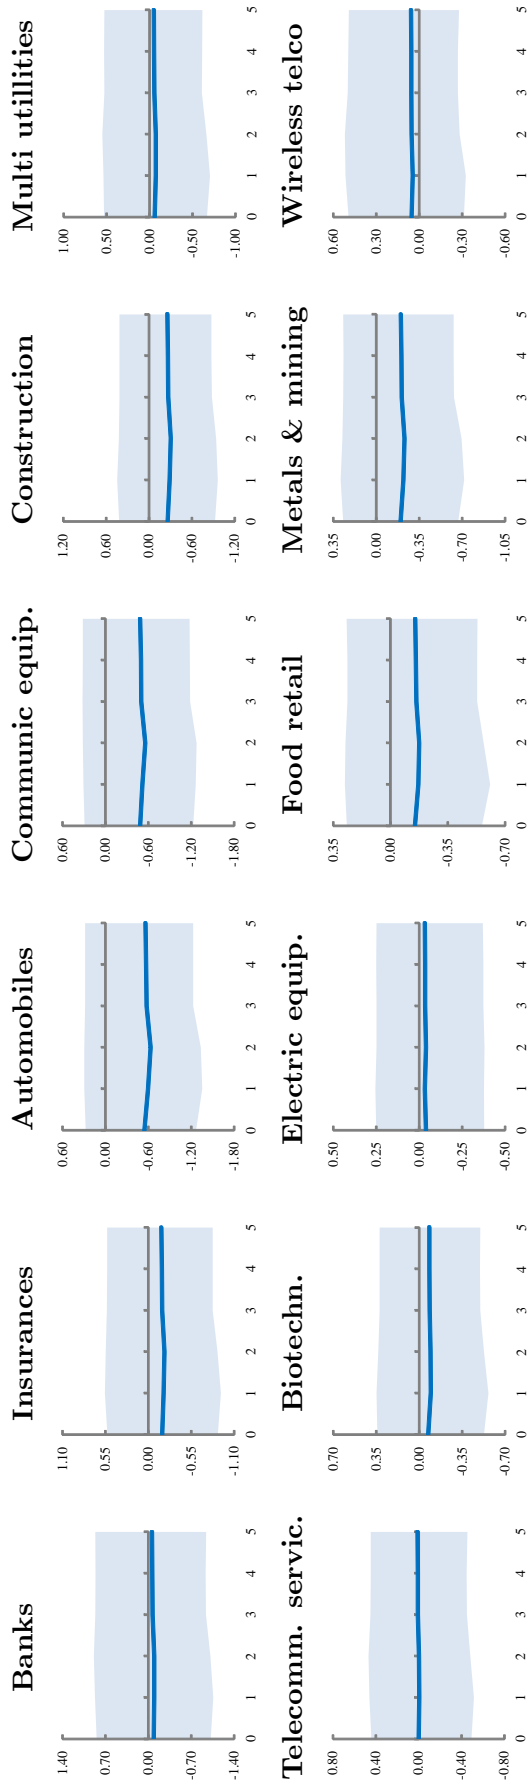 Banks
1.40
0.70
0.00
-0.70
-1.40
0 1 2 3 4 5
Insurances
1.10
0.55
0.00
-0.55
-1.10
0 1 2 3 4 5
Automobiles
0.60
0.00
-0.60
-1.20
-1.80
0 1 2 3 4 5
Communic equip.
0.60
0.00
-0.60
-1.20
-1.80
0 1 2 3 4 5
Construction
1.20
0.60
0.00
-0.60
-1.20
0 1 2 3 4 5
Multi utillities
1.00
0.50
0.00
-0.50
-1.00
0 1 2 3 4 5
Telecomm. servic.
0.80
0.40
0.00
-0.40
-0.80
0 1 2 3 4 5
Biotechn.
0.70
0.35
0.00
-0.35
-0.70
0 1 2 3 4 5
Electric equip.
0.50
0.25
0.00
-0.25
-0.50
0 1 2 3 4 5
Food retail
0.35
0.00
-0.35
-0.70
0 1 2 3 4 5
Metals & mining
0.35
0.00
-0.35
-0.70
-1.05
0 1 2 3 4 5
Wireless telco
0.60
0.30
0.00
-0.30
-0.60
0 1 2 3 4 5